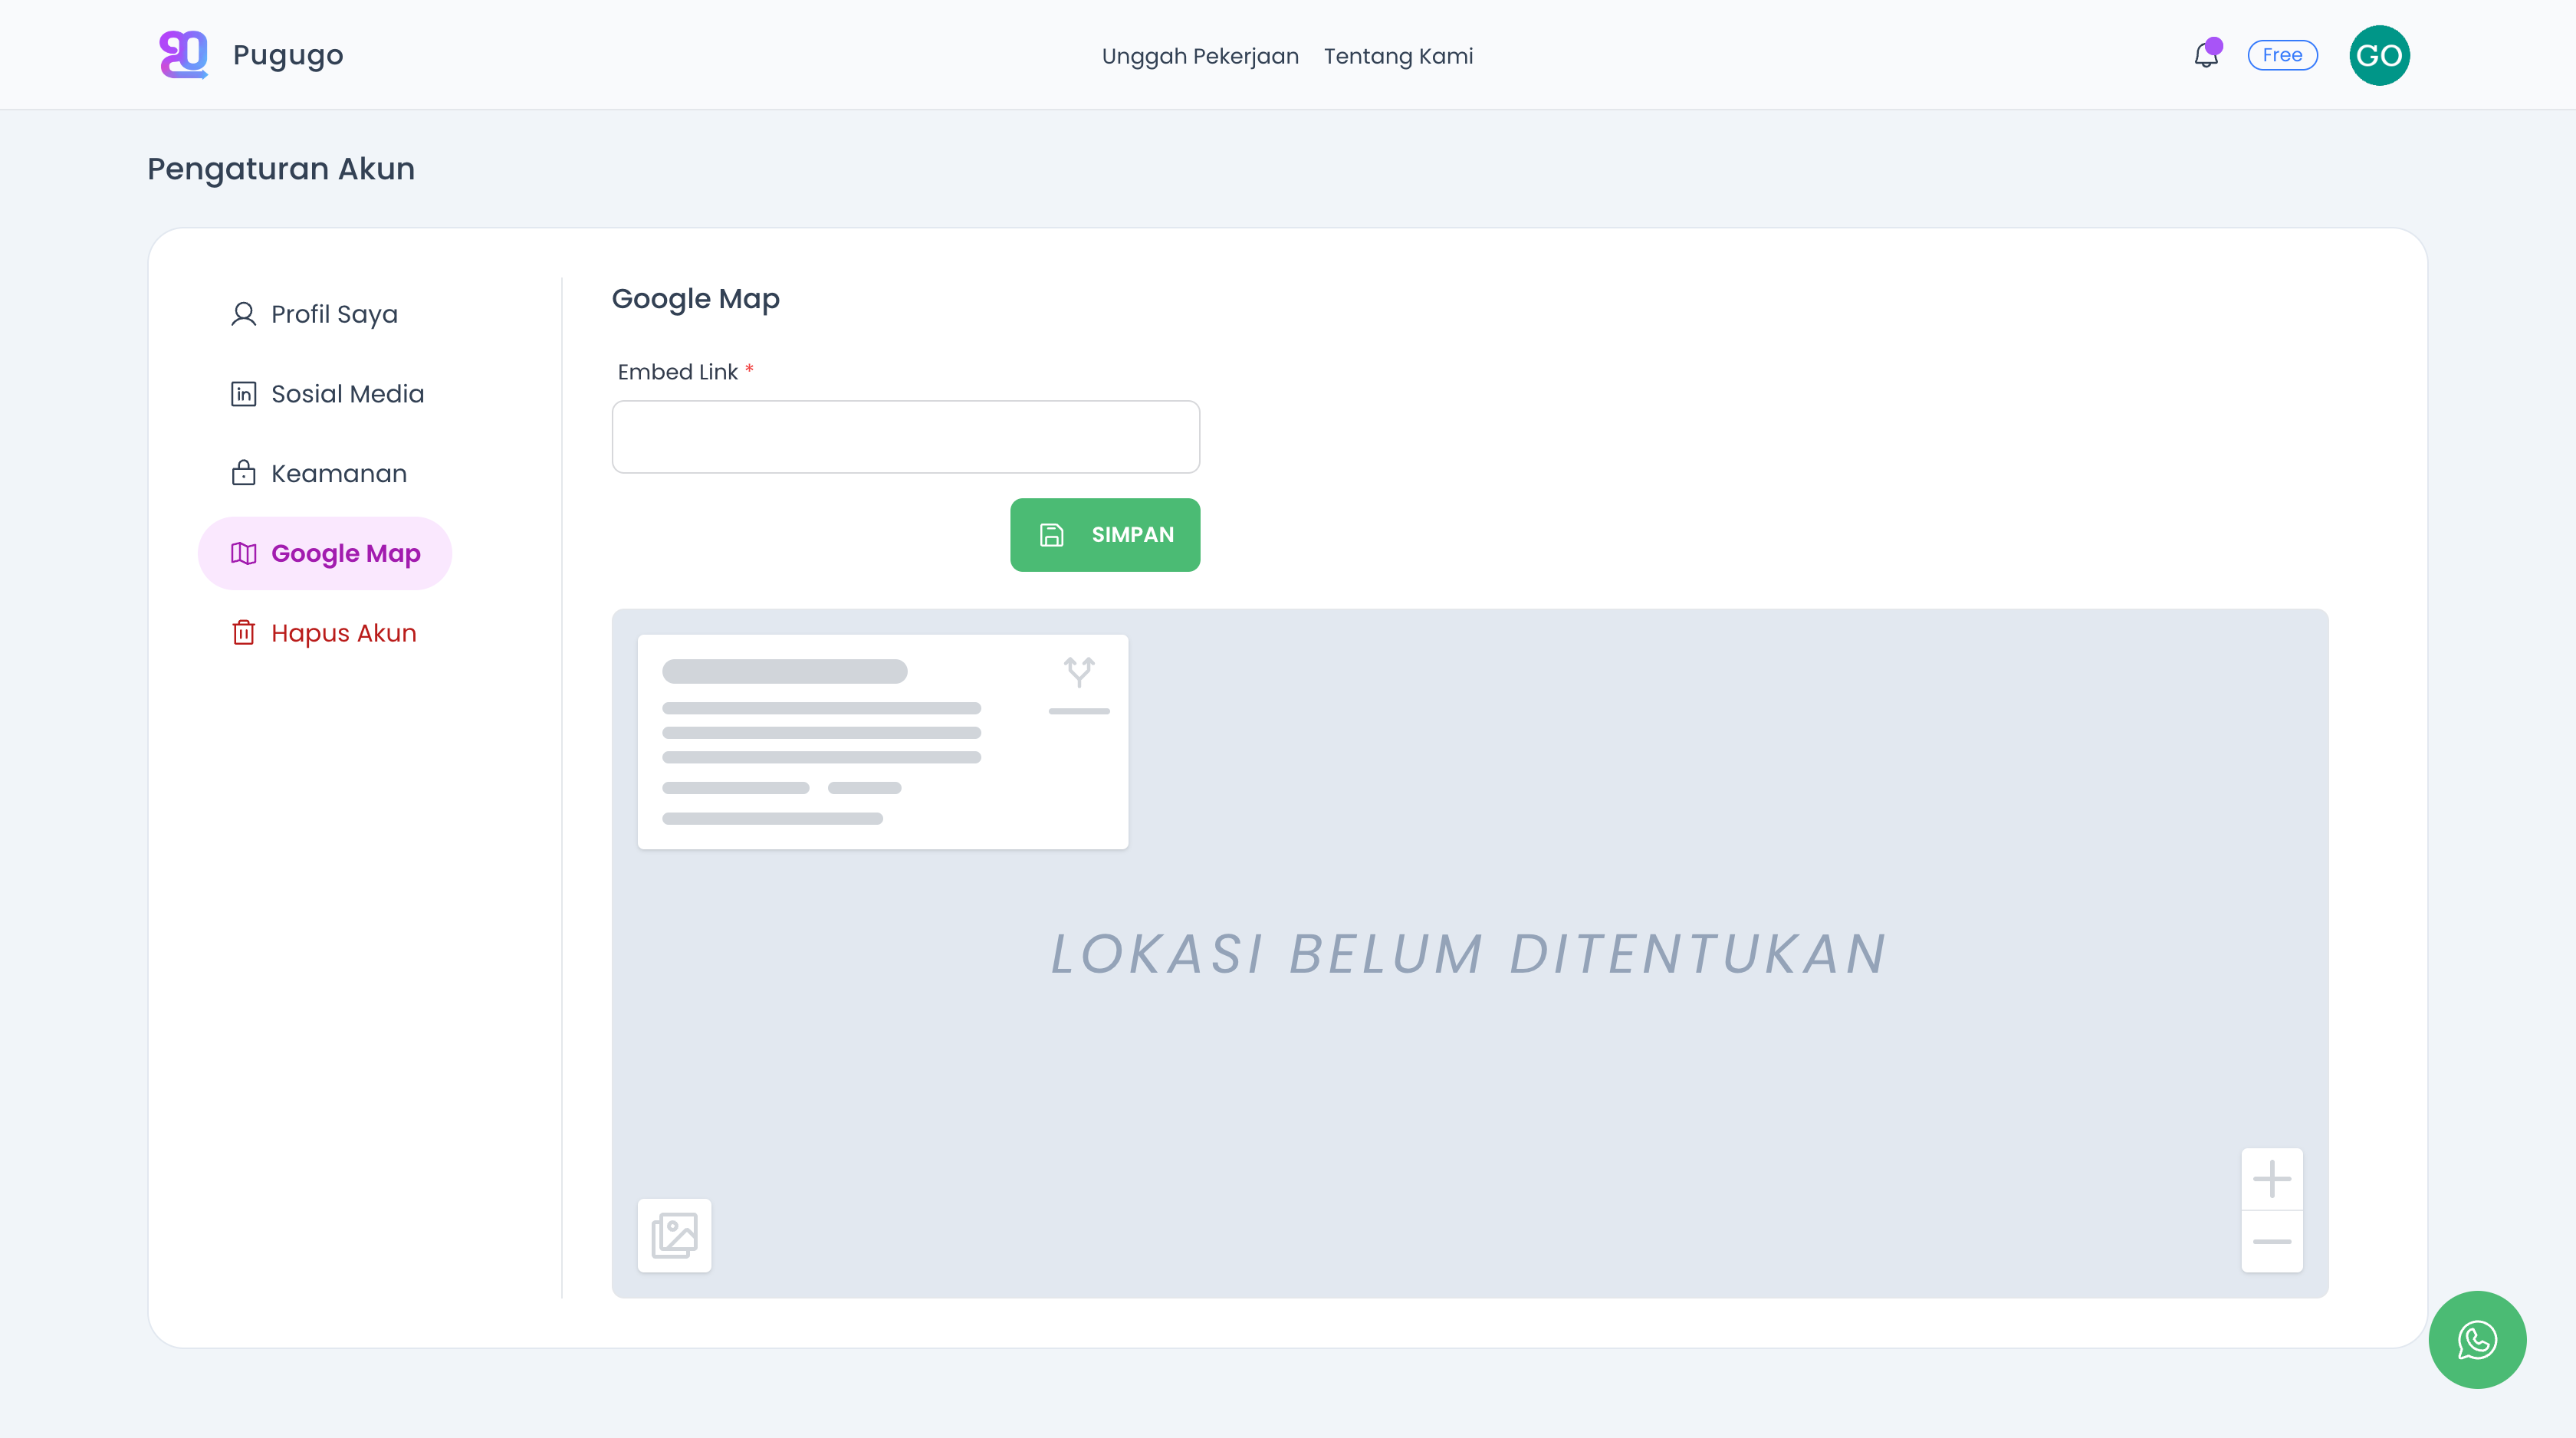 Pugugo
Unggah Pekerjaan
Tentang Kami
Free
GO
Pengaturan Akun
Profil Saya
Sosial Media
Keamanan
Google Map
Hapus Akun
Google Map
Embed Link *
SIMPAN
LOKASI BELUM DITENTUKAN